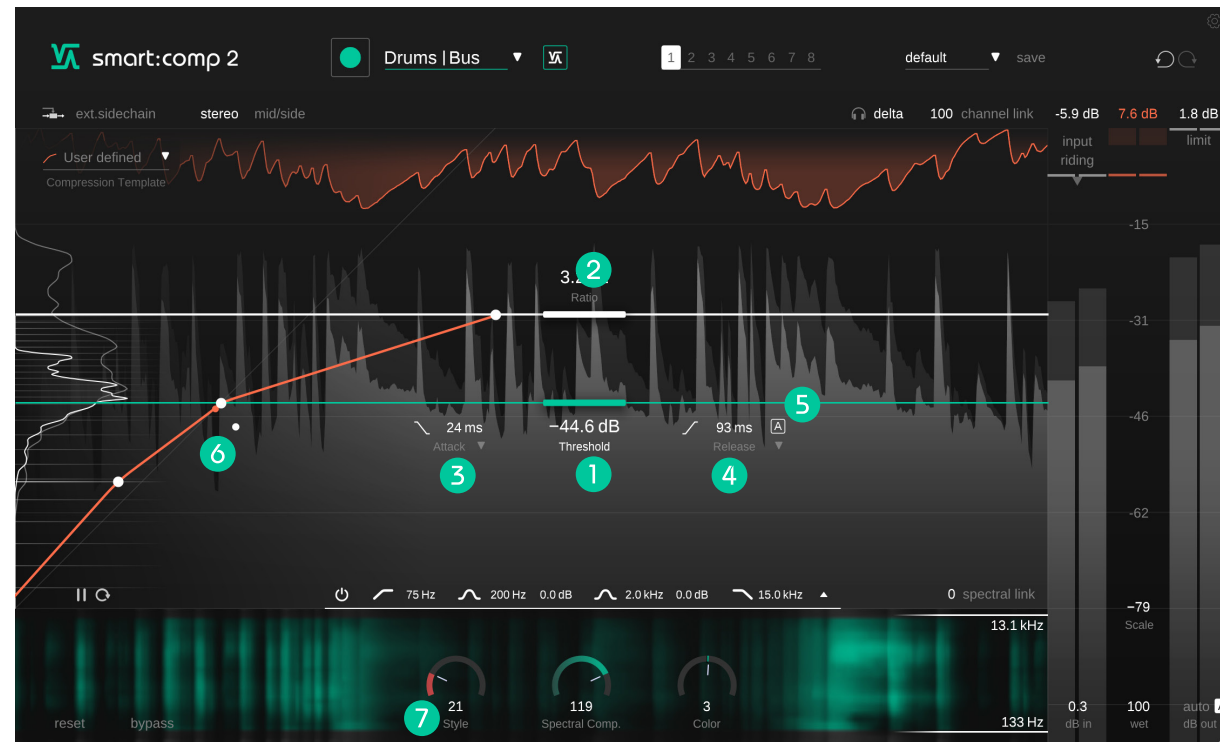 smart:comp 2
Drums | Bus
1 2 3 4 5 6 7 8
default
save
ext.sidechain
stereo
mid/side
delta
100 channel link
-5.9 dB
7.6 dB
1.8 dB
User defined
Compression Template
input
riding
limit
-15
2
Ratio
-31
5
24 ms
Attack
−44.6 dB
Threshold
93 ms
A
Release
-46
6
3
1
4
-62
75 Hz
200 Hz
0.0 dB
2.0 kHz
0.0 dB
15.0 kHz
0 spectral link
−79
Scale
13.1 kHz
21
Style
119
Spectral Comp.
3
Color
7
reset
bypass
133 Hz
0.3
dB in
100
wet
auto
dB out